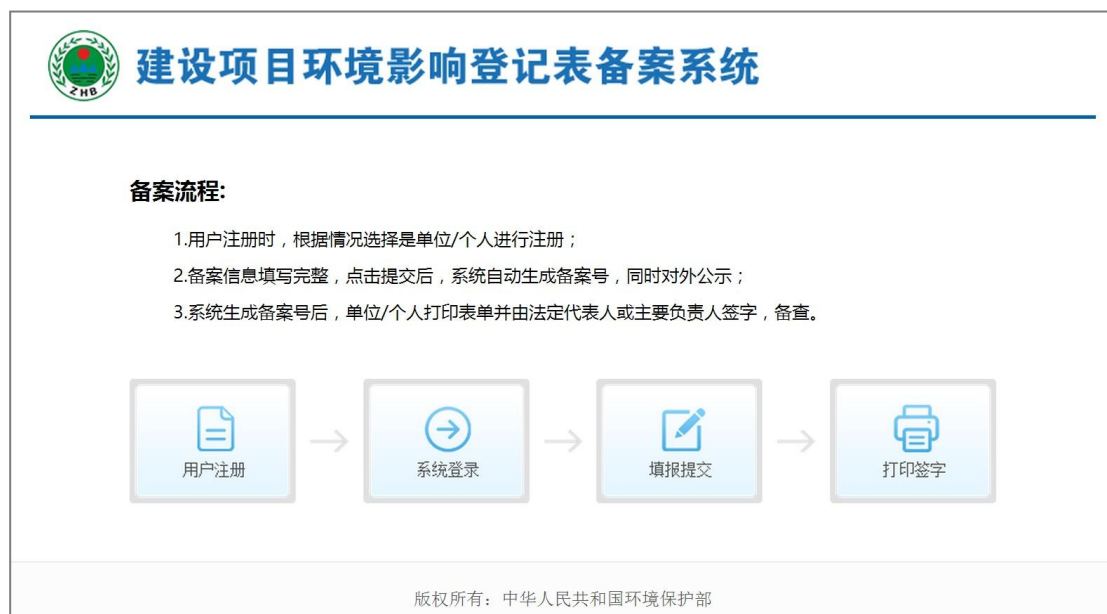 ZHB
建设项目环境影响登记表备案系统
备案流程:
1.用户注册时，根据情况选择是单位/个人进行注册；
2.备案信息填写完整，点击提交后，系统自动生成备案号，同时对外公示；
3.系统生成备案号后，单位/个人打印表单并由法定代表人或主要负责人签字，备查。
用户注册
系统登录
填报提交
打印签字
版权所有：中华人民共和国环境保护部